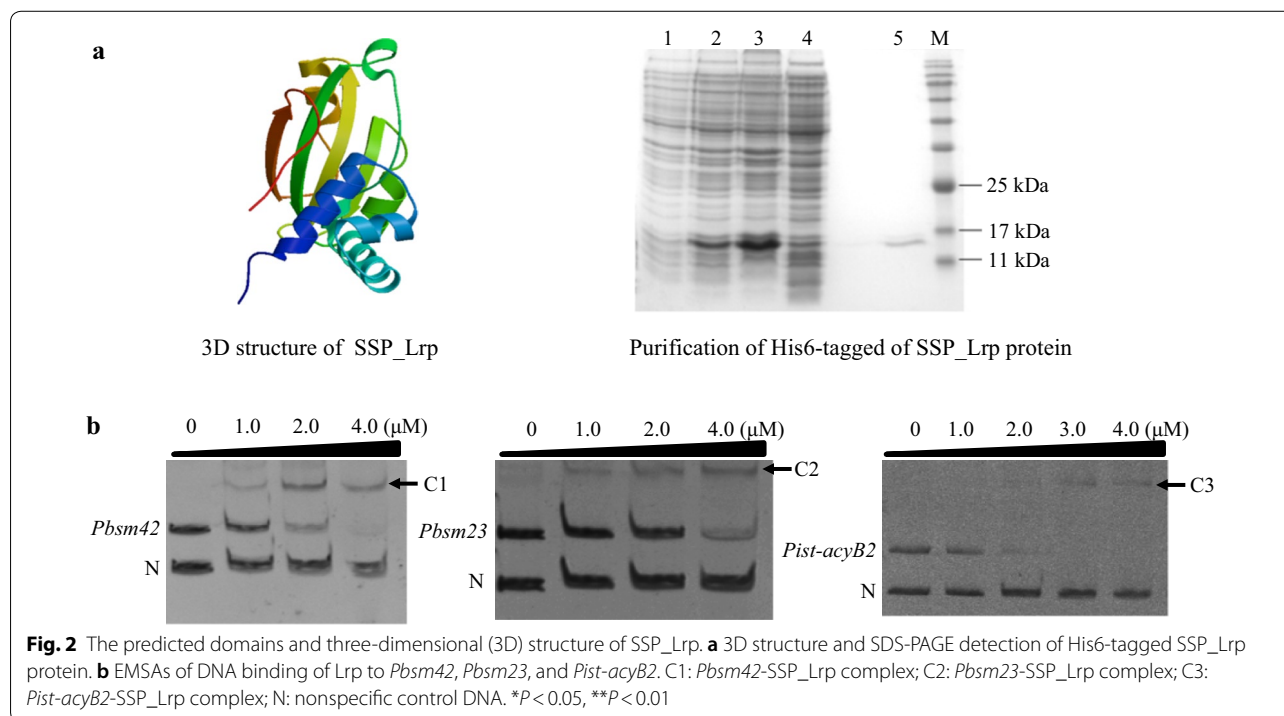 a
1 2 3 4 5 M
25 kDa
17 kDa
11 kDa
3D structure of SSP_Lrp
Purification of His6-tagged of SSP_Lrp protein
b
0 1.0 2.0 4.0 (μM)
C1
Pbsm42
N
0 1.0 2.0 4.0 (μM)
C2
Pbsm23
N
0 1.0 2.0 3.0 4.0 (μM)
C3
Pist-acyB2
N
Fig. 2 The predicted domains and three-dimensional (3D) structure of SSP_Lrp. a 3D structure and SDS-PAGE detection of His6-tagged SSP_Lrp
protein. b EMSAs of DNA binding of Lrp to Pbsm42, Pbsm23, and Pist-acyB2. C1: Pbsm42-SSP_Lrp complex; C2: Pbsm23-SSP_Lrp complex; C3:
Pist-acyB2-SSP_Lrp complex; N: nonspecific control DNA. *P < 0.05, **P < 0.01